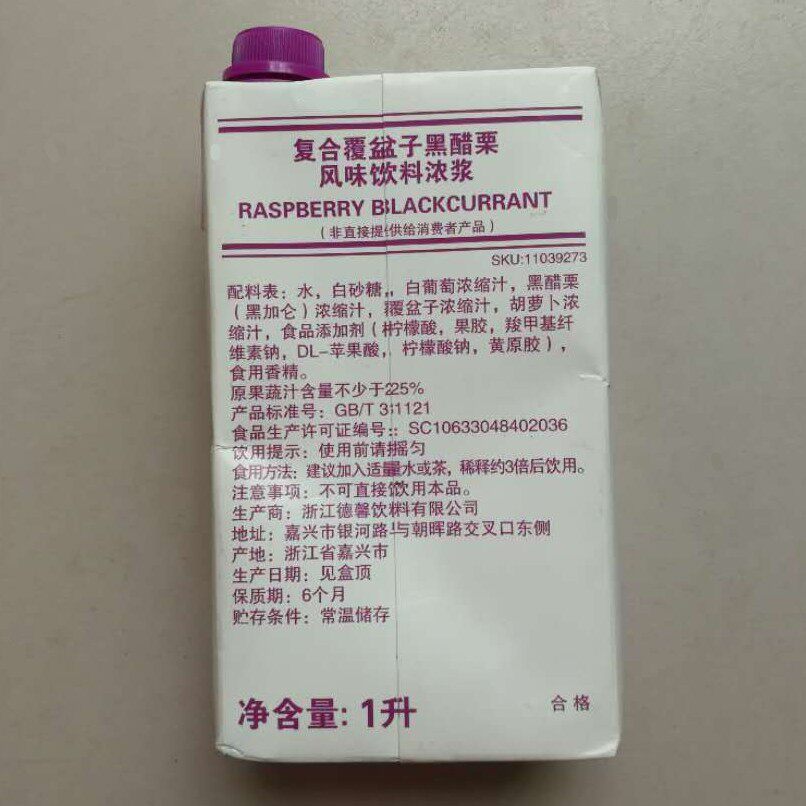 复合覆盆子黑醋栗
风味饮料浓浆
RASPBERRY BLACKCURRANT
（非直接提供给消费者产品）
SKU:11039273
配料表：水，白砂糖，白葡萄浓缩汁，黑醋栗
（黑加仑）浓缩汁，覆盆子浓缩汁，胡萝卜浓
缩汁，食品添加剂（柠檬酸，果胶，羧甲基纤
维素钠，DL-苹果酸，柠檬酸钠，黄原胶），
食用香精。
原果蔬汁含量不少于25%
产品标准号：GB/T 31121
食品生产许可证编号：SC10633048402036
饮用提示：使用前请摇匀
食用方法：建议加入适量水或茶，稀释约3倍后饮用。
注意事项：不可直接饮用本品。
生产商：浙江德馨饮料有限公司
地址：嘉兴市银河路与朝晖路交叉口东侧
产地：浙江省嘉兴市
生产日期：见盒顶
保质期：6个月
贮存条件：常温储存
净含量：1升
合格